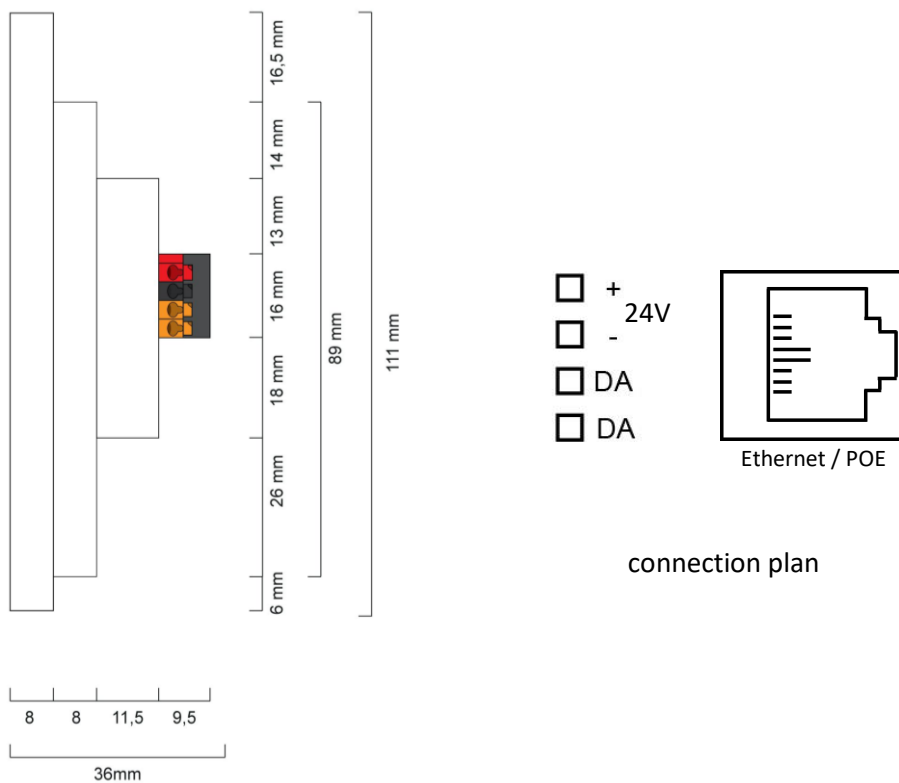 16,5 mm
14 mm
13 mm
16 mm
18 mm
26 mm
6 mm
89 mm
111 mm
8 8 11,5 9,5
36mm
+
24V
-
DA
DA
Ethernet / POE
connection plan